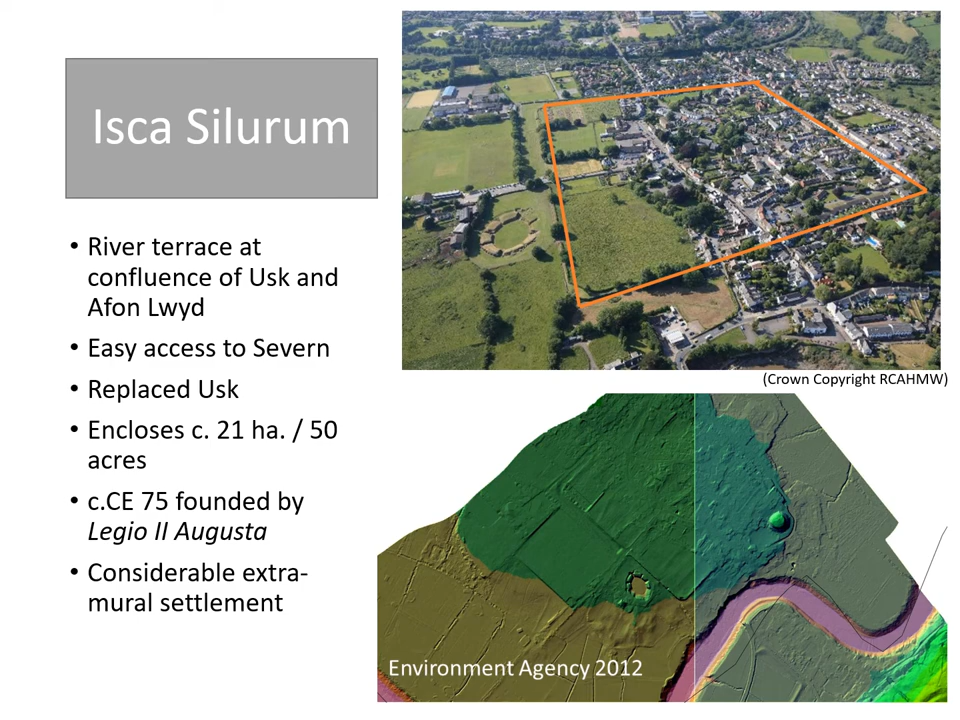 Isca Silurum
• River terrace at
confluence of Usk and
Afon Lwyd
• Easy access to Severn
• Replaced Usk
• Encloses c. 21 ha. / 50
acres
• c.CE 75 founded by
Legio II Augusta
• Considerable extra-
mural settlement
(Crown Copyright RCAHMW)
Environment Agency 2012